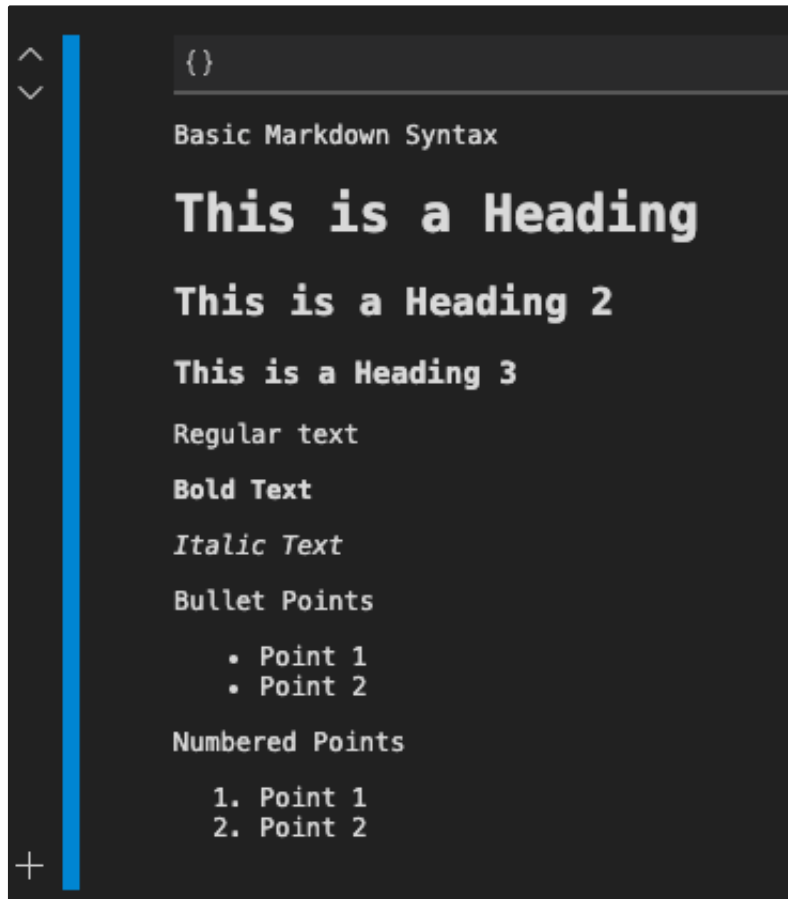 {}
Basic Markdown Syntax
This is a Heading
This is a Heading 2
This is a Heading 3
Regular text
Bold Text
Italic Text
Bullet Points
• Point 1
• Point 2
Numbered Points
1. Point 1
2. Point 2